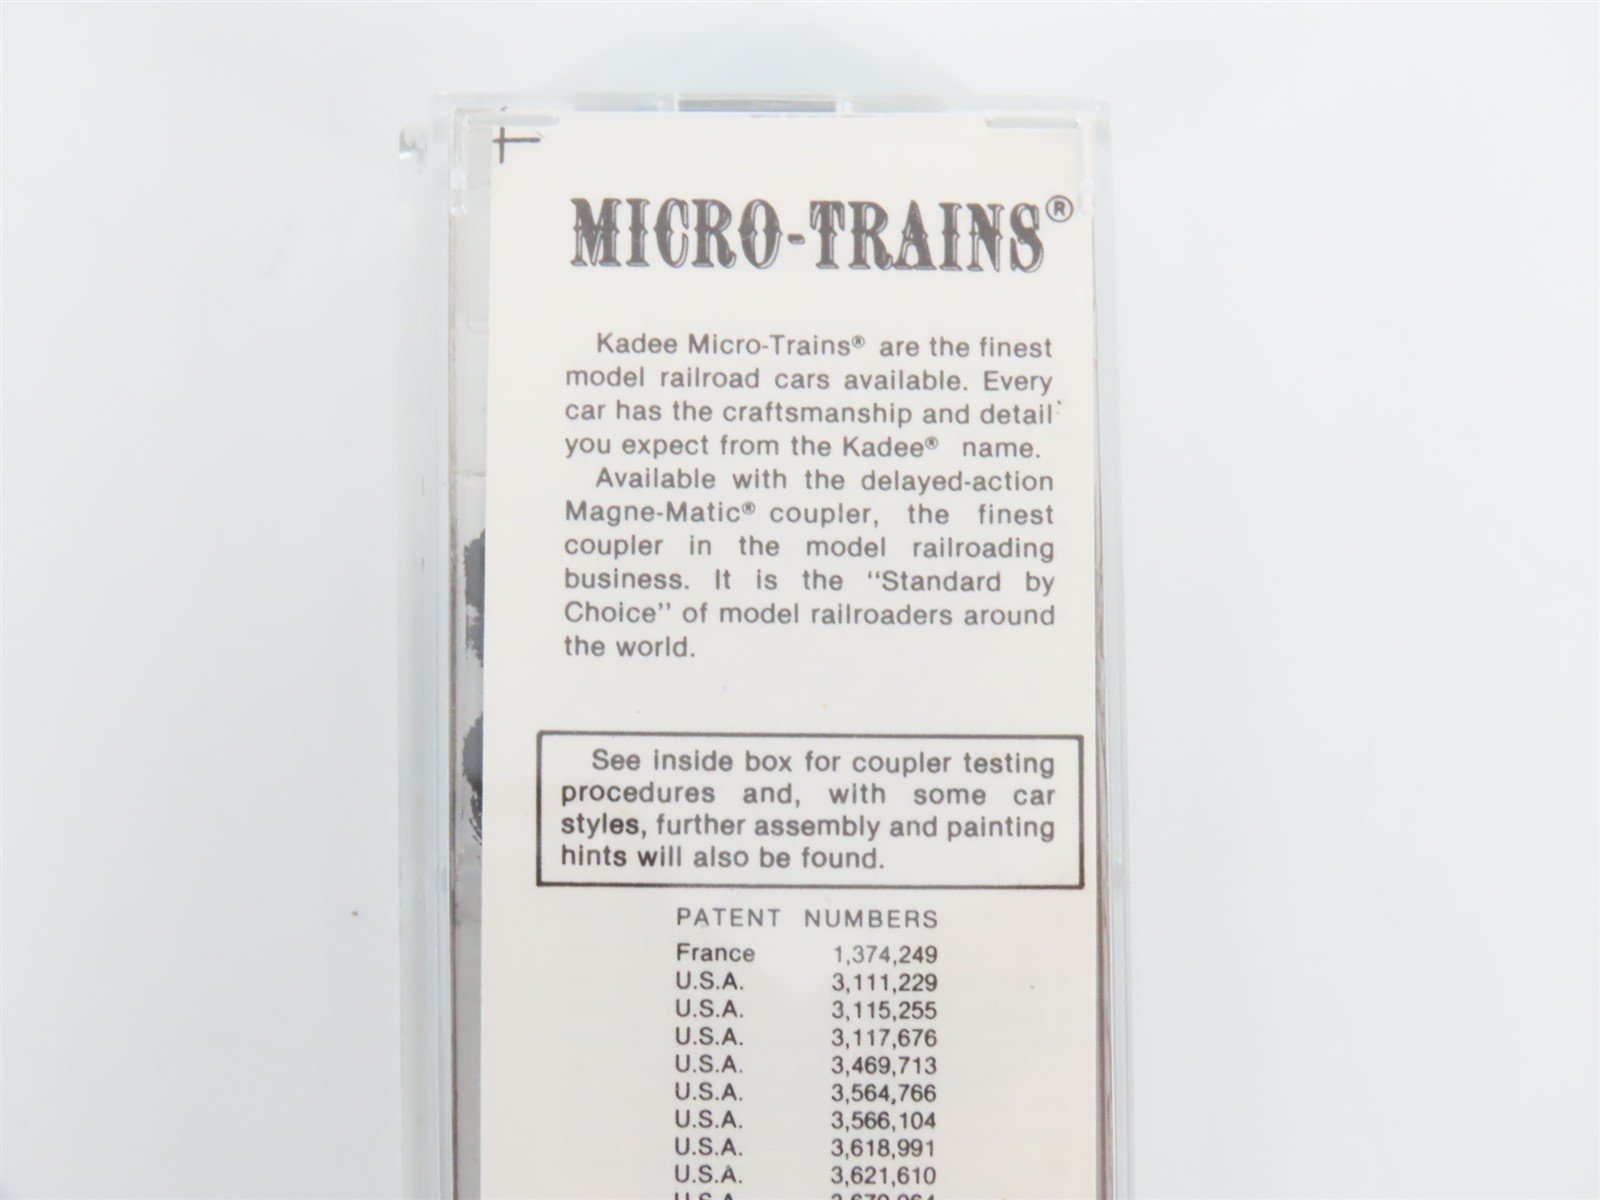 MICRO-TRAINS®
Kadee Micro-Trains® are the finest
model railroad cars available. Every
car has the craftsmanship and detail
you expect from the Kadee® name.
Available with the delayed-action
Magne-Matic® coupler, the finest
coupler in the model railroading
business. It is the "Standard by
Choice" of model railroaders around
the world.
See inside box for coupler testing
procedures and, with some car
styles, further assembly and painting
hints will also be found.
PATENT NUMBERS
France 1,374,249
U.S.A. 3,111,229
U.S.A. 3,115,255
U.S.A. 3,117,676
U.S.A. 3,469,713
U.S.A. 3,564,766
U.S.A. 3,566,104
U.S.A. 3,618,991
U.S.A. 3,621,610
U.S.A.